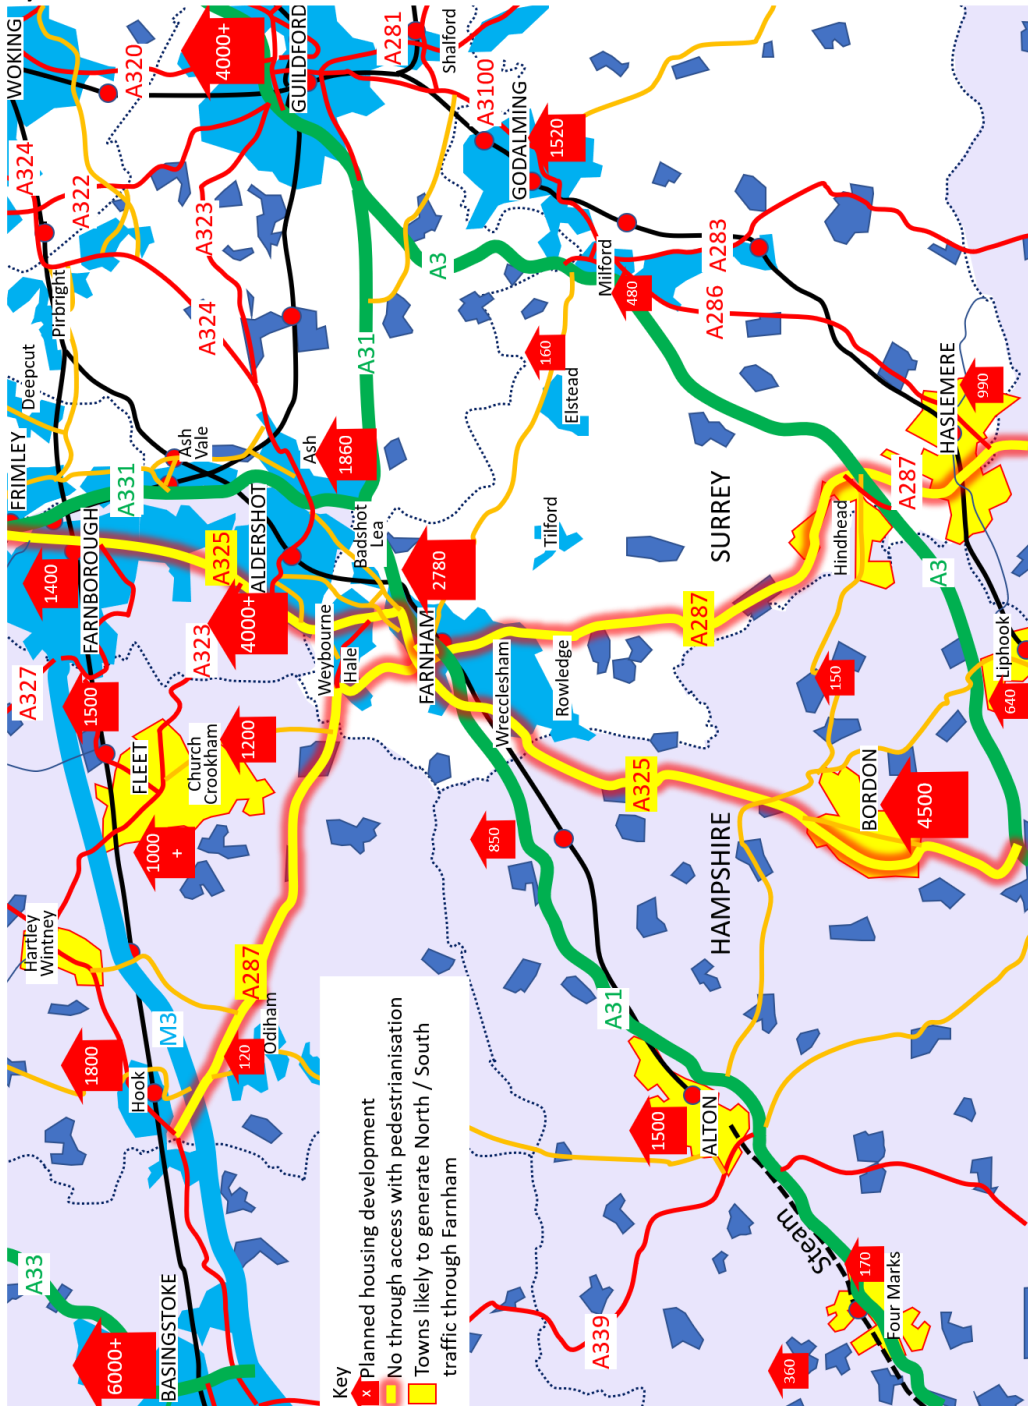 A33
6000+
BASINGSTOKE
Hook
1800
M3
Hartley
Wintney
A287
120
Odiham
1000
+
FLEET
Church
Crookham
1200
1500
A327
1400
FARNBOROUGH
FRIMLEY
A331
Deepcut
Pirbright
A324
A322
WOKING
A320
4000+
GUILDFORD
A281
Shalford
A323
A324
Ash
Vale
Ash
1860
A325
ALDERSHOT
4000+
A323
Weybourne
Hale
Badshot
Lea
FARNHAM
2780
A31
A3
A3100
GODALMING
1520
Milford
480
A283
A286
160
Elstead
Tilford
SURREY
Wrecclesham
Rowledge
A287
850
A325
HAMPSHIRE
150
BORDON
4500
Hindhead
A287
HASLEMERE
990
A3
Liphook
640
A31
1500
ALTON
Steam
170
Four Marks
360
A339
Key
x Planned housing development
No through access with pedestrianisation
Towns likely to generate North / South
traffic through Farnham